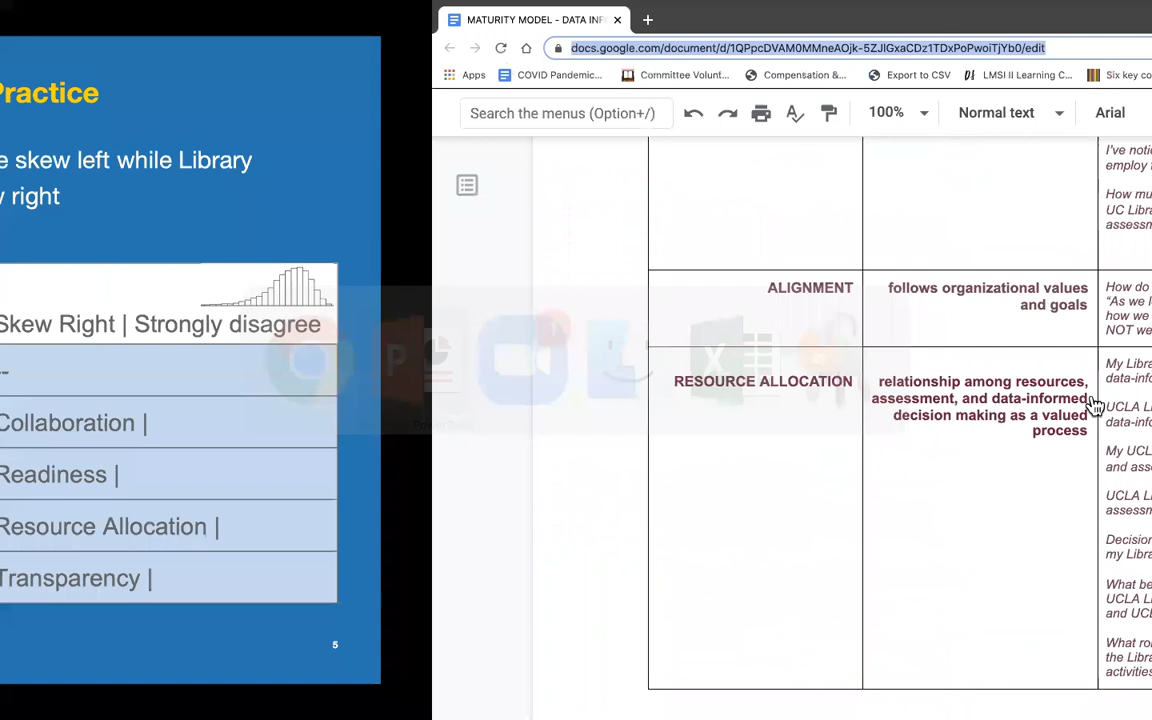 Practice
e skew left while Library
y right
Skew Right | Strongly disagree
--
Collaboration |
Readiness |
Resource Allocation |
Transparency |
5
MATURITY MODEL - DATA INF
docs.google.com/document/d/1QPpcDVAM0MMneAOjk-5ZJlGxaCDz1TDxPoPwoiTjYb0/edit
Apps
COVID Pandemic...
Committee Volunt...
Compensation &...
Export to CSV
LMSI II Learning C...
Six key co
Search the menus (Option+/)
100%
Normal text
Arial
I've noti
employ
How mu
UC Libra
assessm
ALIGNMENT
follows organizational values
and goals
How do
"As we l
how we
NOT we
RESOURCE ALLOCATION
relationship among resources,
assessment, and data-informed
decision making as a valued
process
My Libra
data-info
UCLA Li
data-info
My UCL
and asse
UCLA Li
assessm
Decision
my Libra
What be
UCLA Li
and UCL
What ro
the Libra
activities